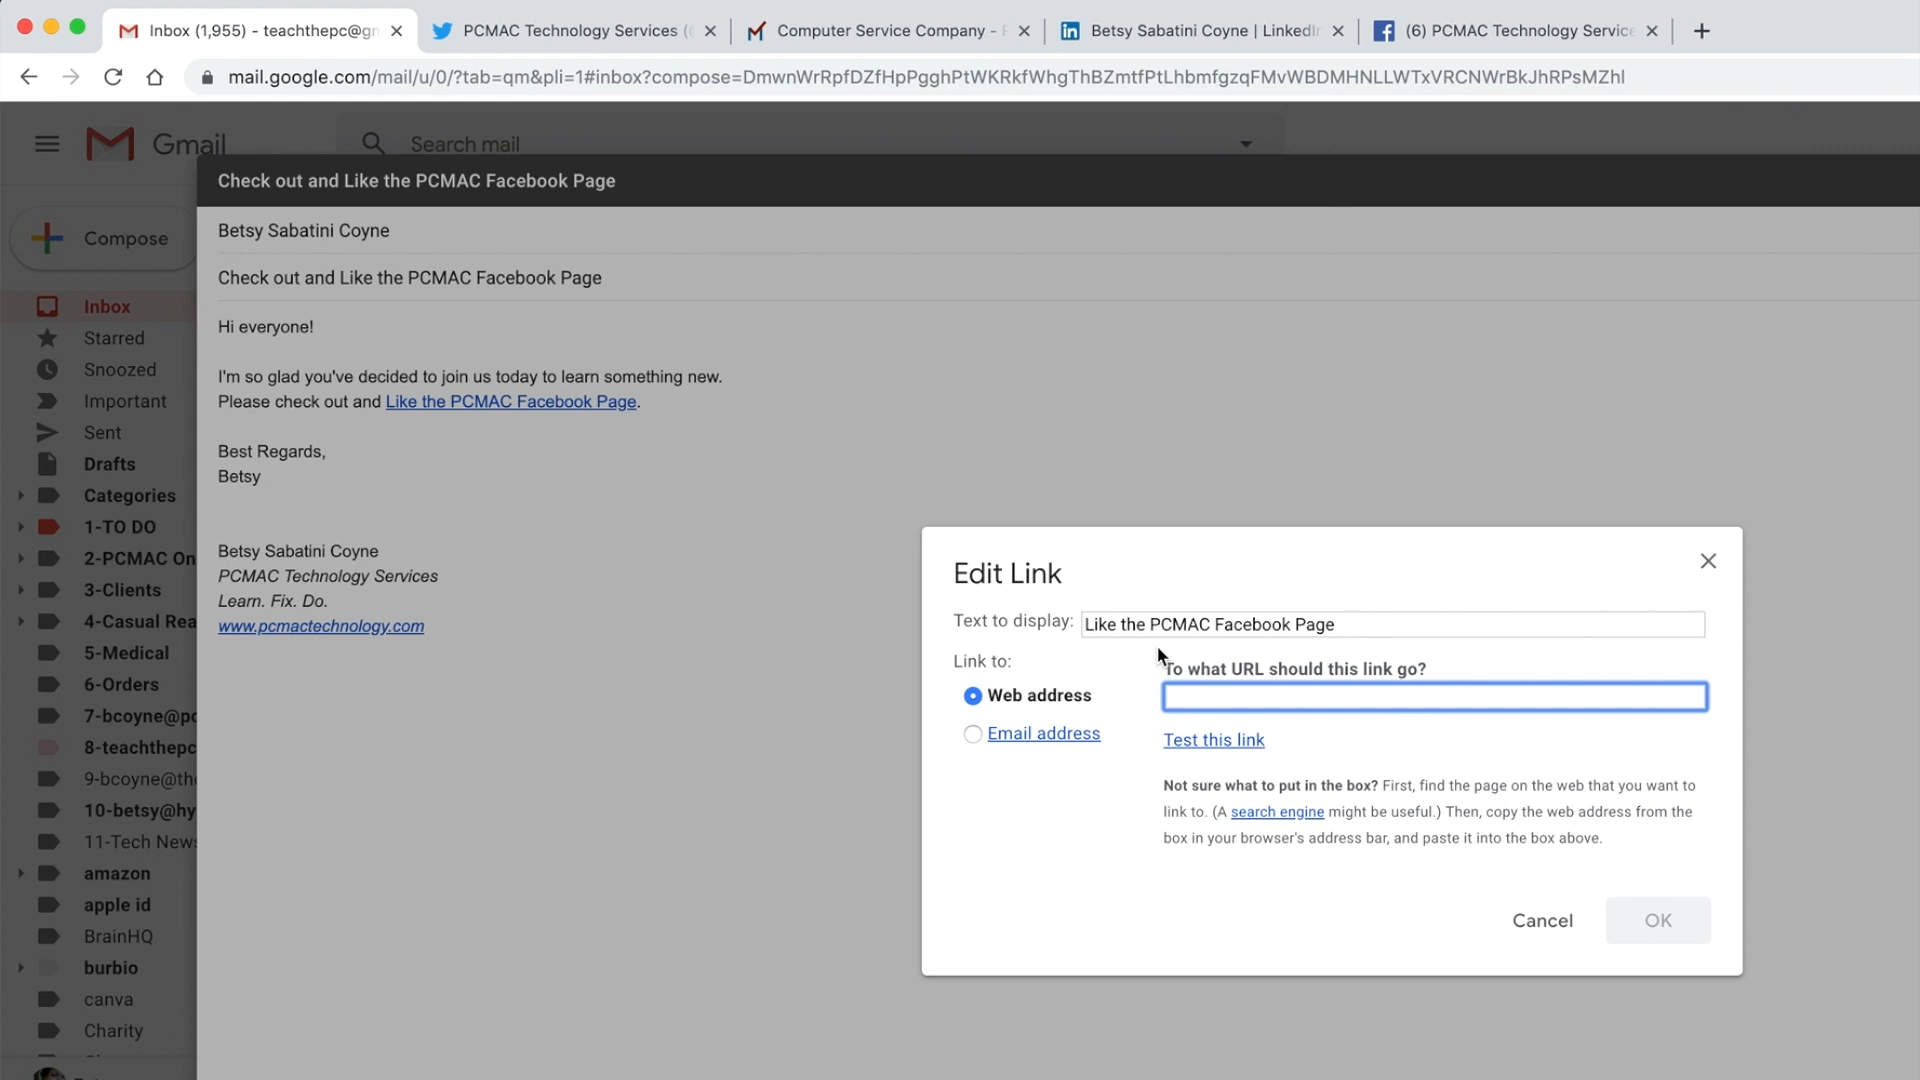 Inbox (1,955) - teachthepc@gm
PCMAC Technology Services (
Computer Service Company -
Betsy Sabatini Coyne | LinkedIn
(6) PCMAC Technology Service
mail.google.com/mail/u/0/?tab=qm&pli=1#inbox?compose=DmwnWrRpfDZfHpPgghPtWKRkfWhgThBZmtfPtLhbmfgzqFMvWBDMHNLLWTxVRCNWrBkJhRPsMZhl
Gmail
Search mail
Check out and Like the PCMAC Facebook Page
Compose
Inbox
Starred
Snoozed
Important
Sent
Drafts
Categories
1-TO DO
2-PCMAC On
3-Clients
4-Casual Rea
5-Medical
6-Orders
7-bcoyne@pc
8-teachthepc
9-bcoyne@the
10-betsy@hy
11-Tech News
amazon
apple id
BrainHQ
burbio
canva
Charity
Betsy Sabatini Coyne
Check out and Like the PCMAC Facebook Page
Hi everyone!
I'm so glad you've decided to join us today to learn something new.
Please check out and Like the PCMAC Facebook Page.
Best Regards,
Betsy
Betsy Sabatini Coyne
PCMAC Technology Services
Learn. Fix. Do.
www.pcmactechnology.com
Edit Link
Text to display: Like the PCMAC Facebook Page
Link to:
To what URL should this link go?
Web address
Email address
Test this link
Not sure what to put in the box? First, find the page on the web that you want to
link to. (A search engine might be useful.) Then, copy the web address from the
box in your browser's address bar, and paste it into the box above.
Cancel
OK